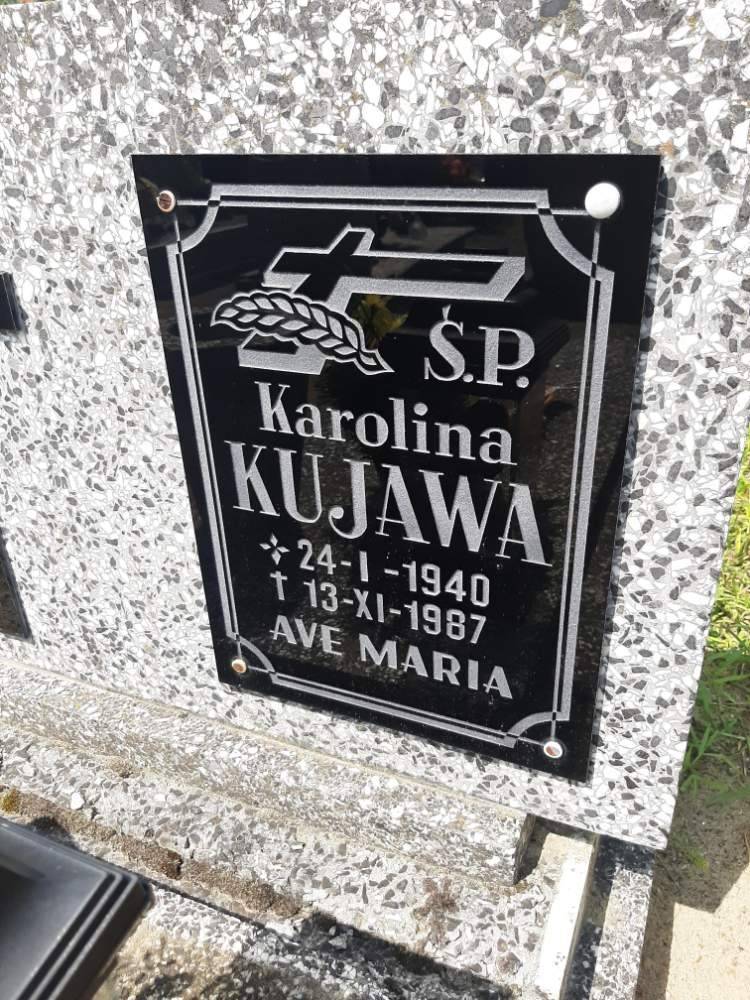 Ś.P.
Karolina
KUJAWA
24-I-1940
† 13-XI-1987
AVE MARIA